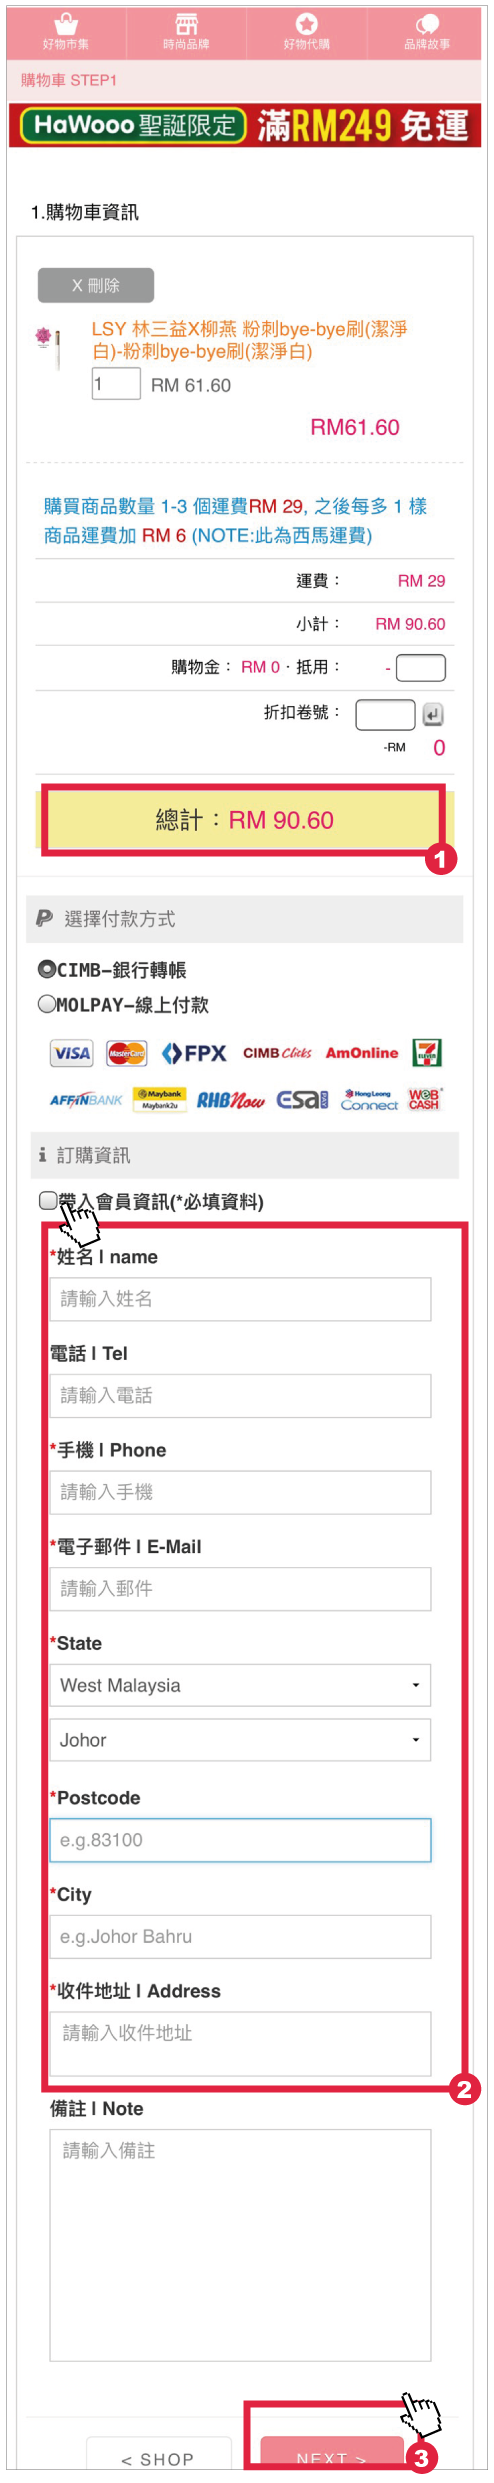 好物市集 時尚品牌 好物代購 品牌故事
購物車 STEP1
HaWooo 聖誕限定 滿RM249 免運
1.購物車資訊
X 刪除
LSY 林三益X柳燕 粉刺bye-bye刷(潔淨
白)-粉刺bye-bye刷(潔淨白)
1 RM 61.60
RM61.60
購買商品數量 1-3 個運費RM 29, 之後每多 1 樣
商品運費加 RM 6 (NOTE:此為西馬運費)
運費： RM 29
小計： RM 90.60
購物金： RM 0 · 抵用： -
折扣卷號：
-RM 0
總計：RM 90.60
1
選擇付款方式
CIMB-銀行轉帳
MOLPAY-線上付款
VISA MasterCard FPX CIMB Clicks AmOnline 7 ELEVEN
AFFINBANK Maybank Maybank2u RHB Now eSaPAY HongLeong Connect WEB CASH
i 訂購資訊
帶入會員資訊(*必填資料)
*姓名 I name
請輸入姓名
電話 I Tel
請輸入電話
*手機 I Phone
請輸入手機
*電子郵件 I E-Mail
請輸入郵件
*State
West Malaysia
Johor
*Postcode
e.g.83100
*City
e.g.Johor Bahru
*收件地址 I Address
請輸入收件地址
2
備註 I Note
請輸入備註
< SHOP NEXT >
3